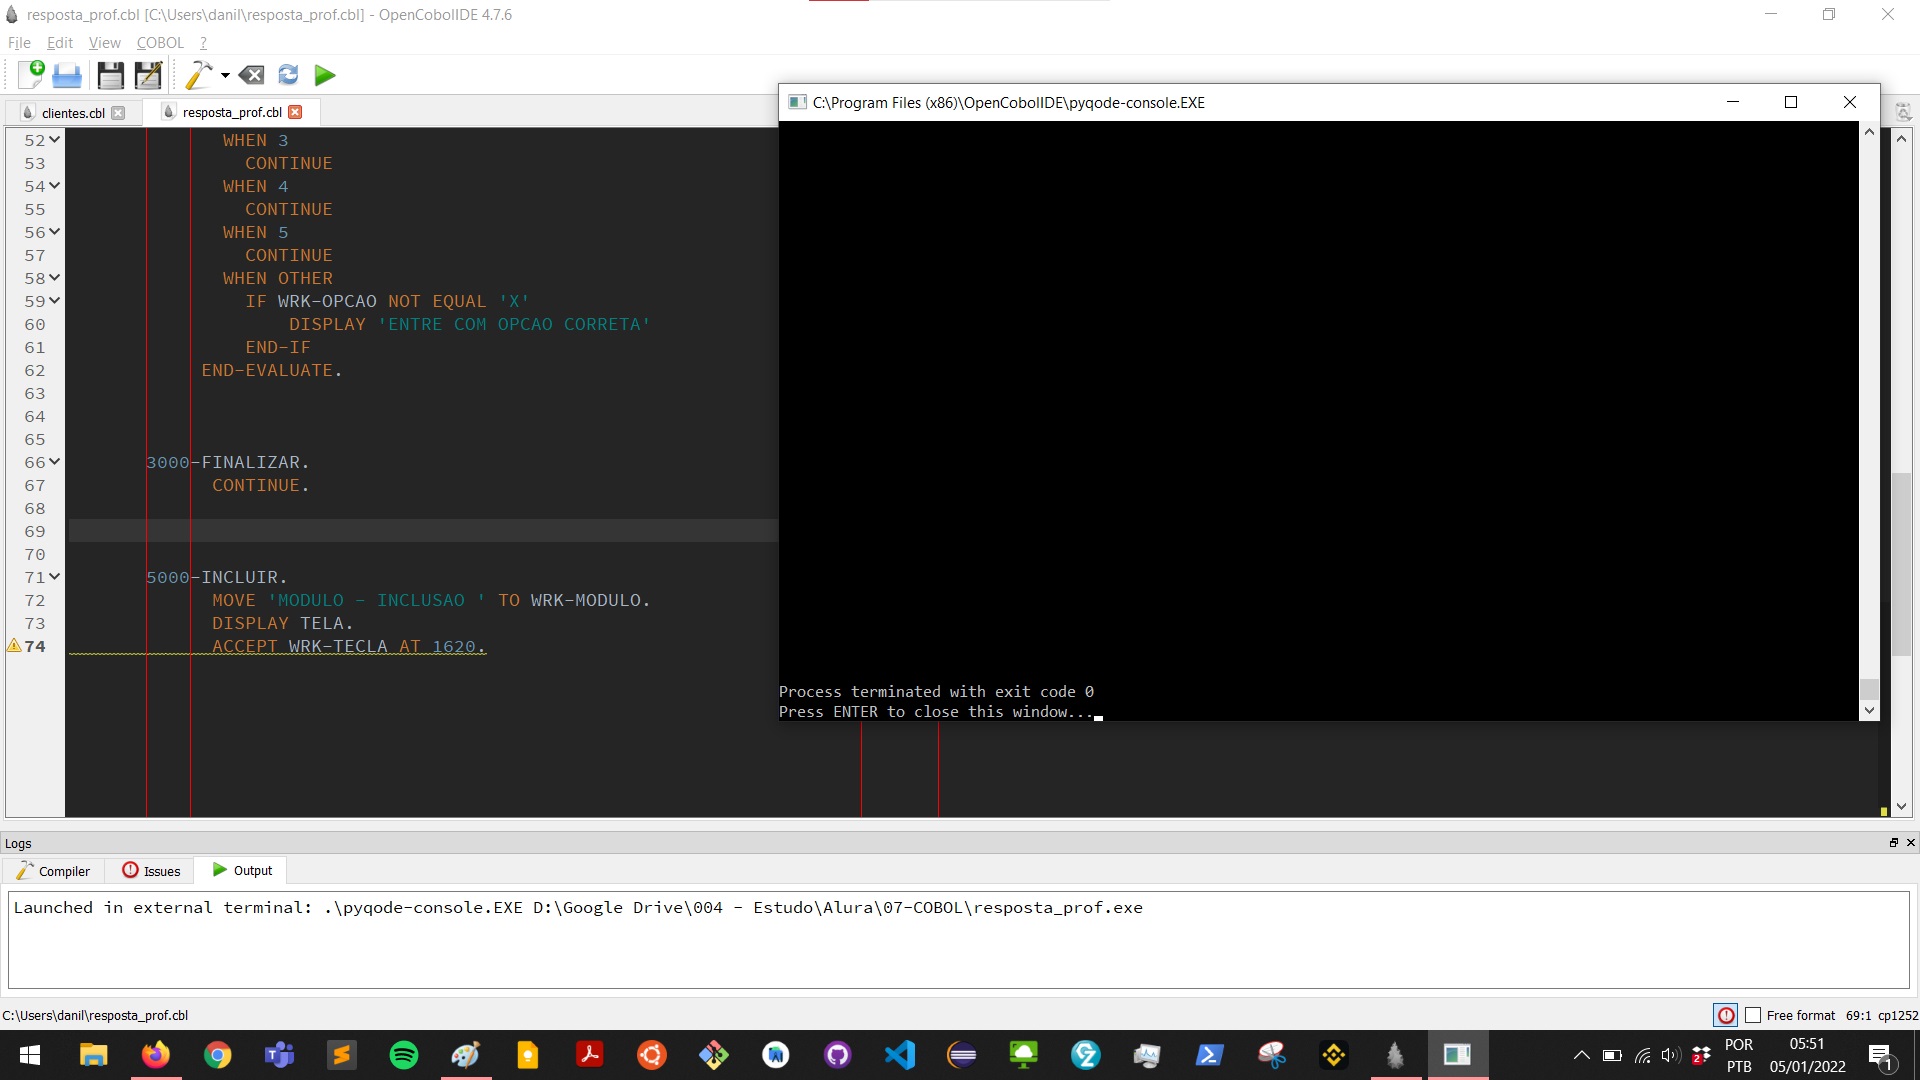 resposta_prof.cbl [C:\Users\danil\resposta_prof.cbl] - OpenCobolIDE 4.7.6
File Edit View COBOL ?
clientes.cbl resposta_prof.cbl
52 WHEN 3
53 CONTINUE
54 WHEN 4
55 CONTINUE
56 WHEN 5
57 CONTINUE
58 WHEN OTHER
59 IF WRK-OPCAO NOT EQUAL 'X'
60 DISPLAY 'ENTRE COM OPCAO CORRETA'
61 END-IF
62 END-EVALUATE.
63
64
65
66 3000-FINALIZAR.
67 CONTINUE.
68
69
70
71 5000-INCLUIR.
72 MOVE 'MODULO - INCLUSAO ' TO WRK-MODULO.
73 DISPLAY TELA.
74 ACCEPT WRK-TECLA AT 1620.
C:\Program Files (x86)\OpenCobolIDE\pyqode-console.EXE
Process terminated with exit code 0
Press ENTER to close this window...
Logs
Compiler Issues Output
Launched in external terminal: .\pyqode-console.EXE D:\Google Drive\004 - Estudo\Alura\07-COBOL\resposta_prof.exe
C:\Users\danil\resposta_prof.cbl
Free format 69:1 cp1252
POR
PTB
05:51
05/01/2022
2
1